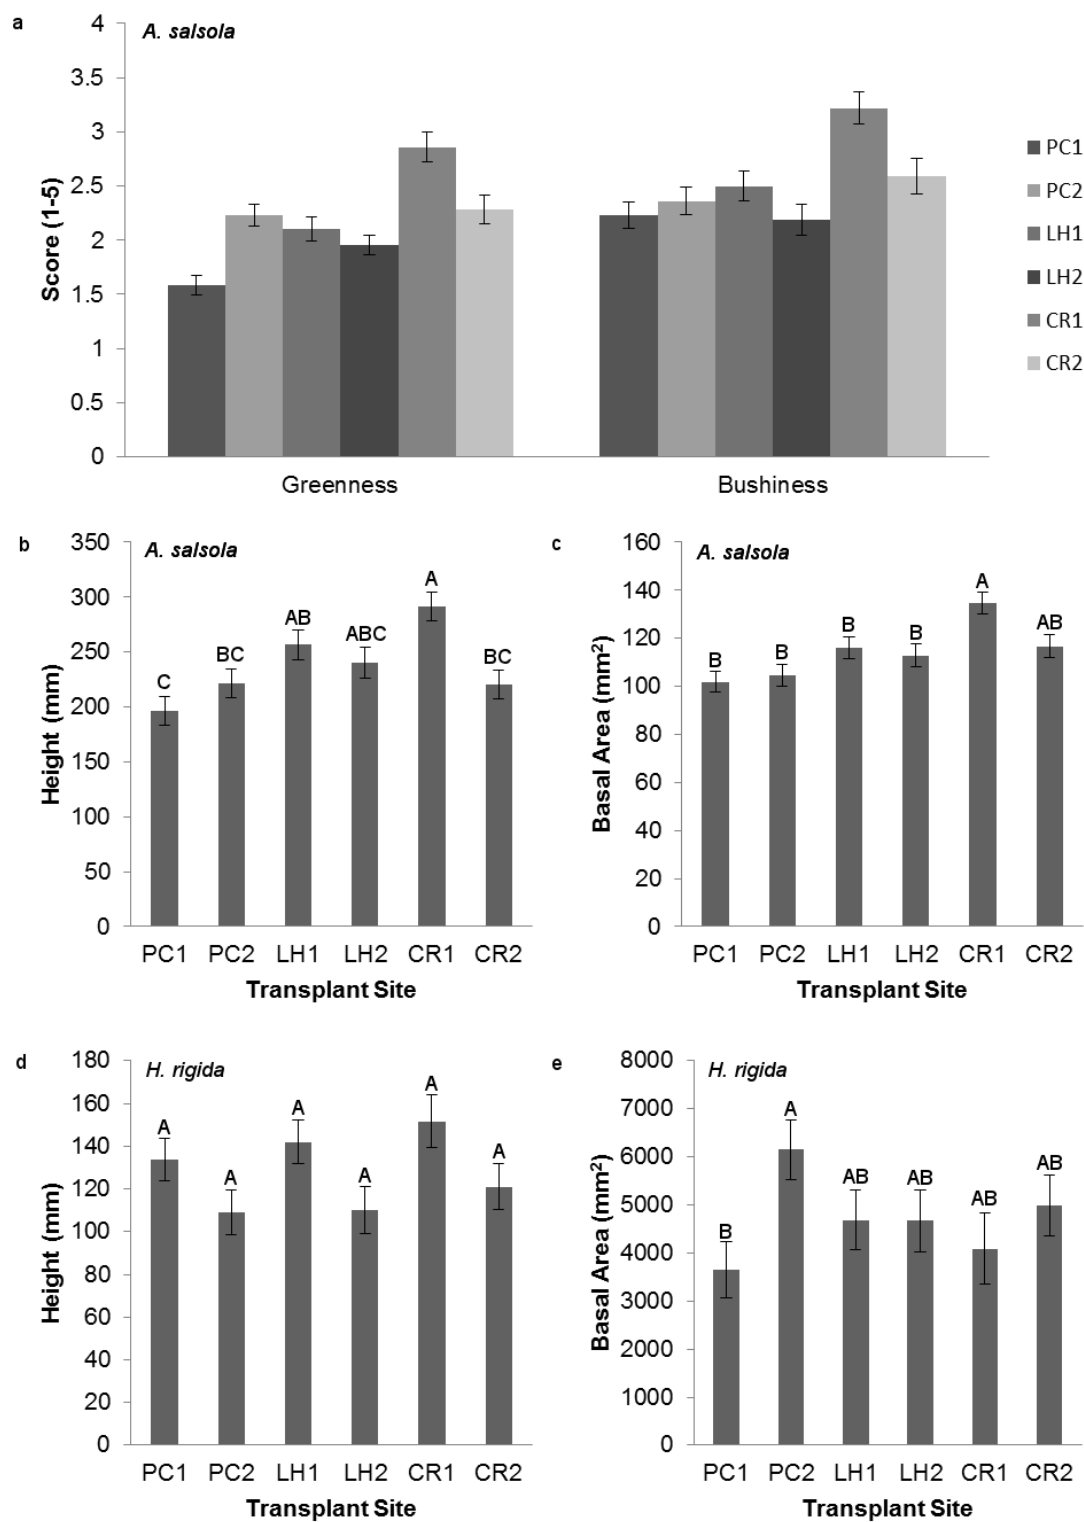 a
A. salsola
4
3.5
3
2.5
2
1.5
1
0.5
0
Score (1-5)
Greenness Bushiness
PC1
PC2
LH1
LH2
CR1
CR2
b
A. salsola
350
300
250
200
150
100
50
0
Height (mm)
C BC AB ABC A BC
PC1 PC2 LH1 LH2 CR1 CR2
Transplant Site
c
A. salsola
160
140
120
100
80
60
40
20
0
Basal Area (mm²)
B B B B A AB
PC1 PC2 LH1 LH2 CR1 CR2
Transplant Site
d
H. rigida
180
160
140
120
100
80
60
40
20
0
Height (mm)
A A A A A A
PC1 PC2 LH1 LH2 CR1 CR2
Transplant Site
e
H. rigida
8000
7000
6000
5000
4000
3000
2000
1000
0
Basal Area (mm²)
B A AB AB AB AB
PC1 PC2 LH1 LH2 CR1 CR2
Transplant Site